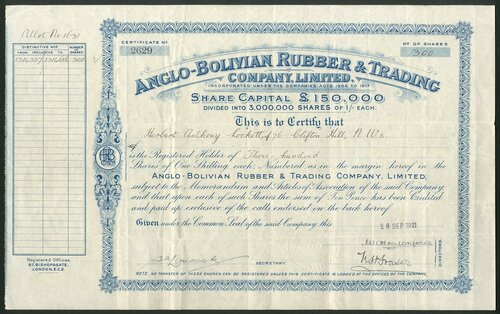 Allot No 1631
DISTINCTIVE NOS
FROM TO
INCLUSIVE
NUMBER OF SHARES
300
CERTIFICATE NO
2629
NO OF SHARES
300
ANGLO-BOLIVIAN RUBBER & TRADING
COMPANY, LIMITED.
INCORPORATED UNDER THE COMPANIES ACTS 1908 TO 1917
SHARE CAPITAL £150,000
DIVIDED INTO 3,000,000 SHARES OF 1/- EACH.
This is to Certify that
Herbert Anthony Clifton Hill, N.W.
of
is the Registered Holder of Three hundred
Shares of One Shilling each, Numbered as in the margin hereof in the
ANGLO-BOLIVIAN RUBBER & TRADING COMPANY, LIMITED,
subject to the Memorandum and Articles of Association of the said Company
and that upon each of such Shares the sum of Ten Pence has been Credited
and paid up exclusive of the calls endorsed on the back hereof.
Given under the Common Seal of the said Company, this
28 SEP 1921
SECRETARY.
NOTE, NO TRANSFER OF THESE SHARES CAN BE REGISTERED UNLESS THIS CERTIFICATE IS LODGED AT THE OFFICES OF THE COMPANY.
Registered Offices
57, BISHOPSGATE,
LONDON, E.C.2.